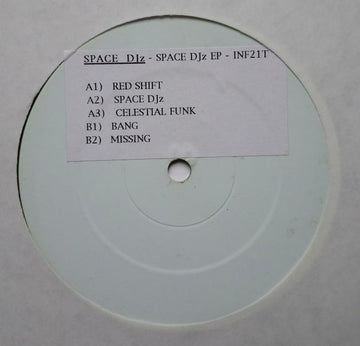 SPACE DJz - SPACE DJz EP - INF21T
A1) RED SHIFT
A2) SPACE DJz
A3) CELESTIAL FUNK
B1) BANG
B2) MISSING